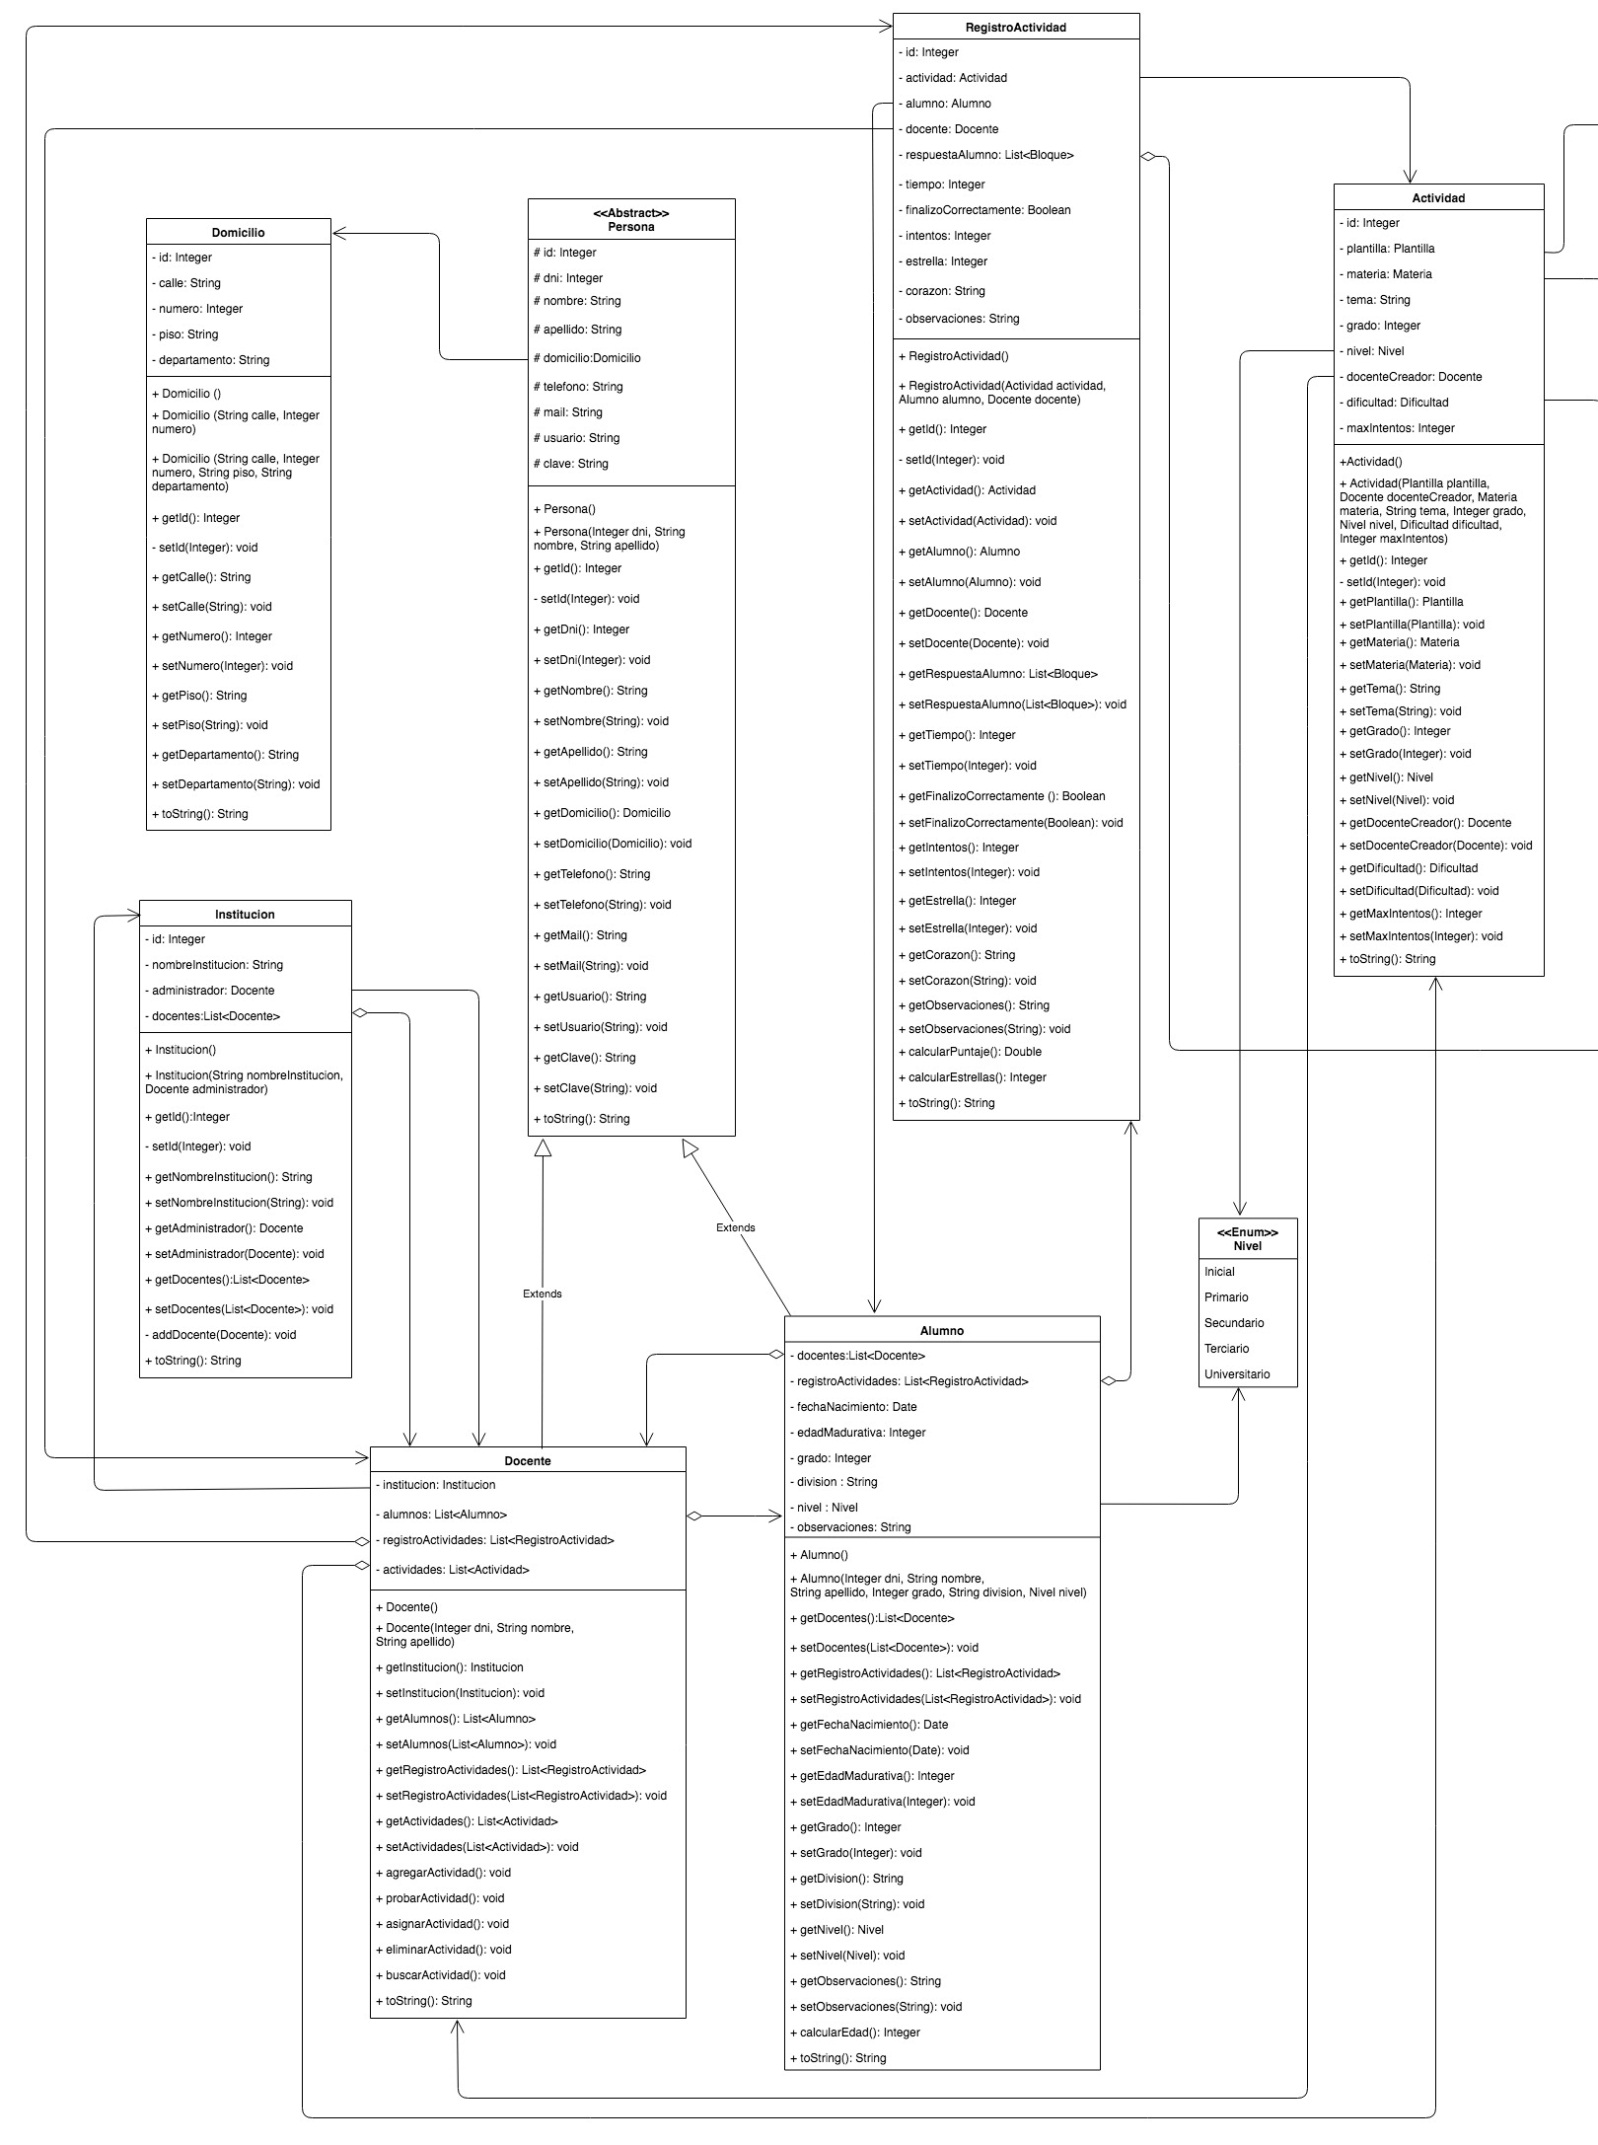 RegistroActividad
- id: Integer
- actividad: Actividad
- alumno: Alumno
- docente: Docente
- respuestaAlumno: List<Bloque>
- tiempo: Integer
- finalizoCorrectamente: Boolean
- intentos: Integer
- estrella: Integer
- corazon: String
- observaciones: String
+ RegistroActividad()
+ RegistroActividad(Actividad actividad,
Alumno alumno, Docente docente)
+ getId(): Integer
- setId(Integer): void
+ getActividad(): Actividad
+ setActividad(Actividad): void
+ getAlumno(): Alumno
+ setAlumno(Alumno): void
+ getDocente(): Docente
+ setDocente(Docente): void
+ getRespuestaAlumno: List<Bloque>
+ setRespuestaAlumno(List<Bloque>): void
+ getTiempo(): Integer
+ setTiempo(Integer): void
+ getFinalizoCorrectamente (): Boolean
+ setFinalizoCorrectamente(Boolean): void
+ getIntentos(): Integer
+ setIntentos(Integer): void
+ getEstrella(): Integer
+ setEstrella(Integer): void
+ getCorazon(): String
+ setCorazon(String): void
+ getObservaciones(): String
+ setObservaciones(String): void
+ calcularPuntaje(): Double
+ calcularEstrellas(): Integer
+ toString(): String
Actividad
- id: Integer
- plantilla: Plantilla
- materia: Materia
- tema: String
- grado: Integer
- nivel: Nivel
- docenteCreador: Docente
- dificultad: Dificultad
- maxIntentos: Integer
+Actividad()
+ Actividad(Plantilla plantilla,
Docente docenteCreador, Materia
materia, String tema, Integer grado,
Nivel nivel, Dificultad dificultad,
Integer maxIntentos)
+ getId(): Integer
- setId(Integer): void
+ getPlantilla(): Plantilla
+ setPlantilla(Plantilla): void
+ getMateria(): Materia
+ setMateria(Materia): void
+ getTema(): String
+ setTema(String): void
+ getGrado(): Integer
+ setGrado(Integer): void
+ getNivel(): Nivel
+ setNivel(Nivel): void
+ getDocenteCreador(): Docente
+ setDocenteCreador(Docente): void
+ getDificultad(): Dificultad
+ setDificultad(Dificultad): void
+ getMaxIntentos(): Integer
+ setMaxIntentos(Integer): void
+ toString(): String
<<Abstract>>
Persona
# id: Integer
# dni: Integer
# nombre: String
# apellido: String
# domicilio:Domicilio
# telefono: String
# mail: String
# usuario: String
# clave: String
+ Persona()
+ Persona(Integer dni, String
nombre, String apellido)
+ getId(): Integer
- setId(Integer): void
+ getDni(): Integer
+ setDni(Integer): void
+ getNombre(): String
+ setNombre(String): void
+ getApellido(): String
+ setApellido(String): void
+ getDomicilio(): Domicilio
+ setDomicilio(Domicilio): void
+ getTelefono(): String
+ setTelefono(String): void
+ getMail(): String
+ setMail(String): void
+ getUsuario(): String
+ setUsuario(String): void
+ getClave(): String
+ setClave(String): void
+ toString(): String
Domicilio
- id: Integer
- calle: String
- numero: Integer
- piso: String
- departamento: String
+ Domicilio ()
+ Domicilio (String calle, Integer
numero)
+ Domicilio (String calle, Integer
numero, String piso, String
departamento)
+ getId(): Integer
- setId(Integer): void
+ getCalle(): String
+ setCalle(String): void
+ getNumero(): Integer
+ setNumero(Integer): void
+ getPiso(): String
+ setPiso(String): void
+ getDepartamento(): String
+ setDepartamento(String): void
+ toString(): String
Institucion
- id: Integer
- nombreInstitucion: String
- administrador: Docente
- docentes:List<Docente>
+ Institucion()
+ Institucion(String nombreInstitucion,
Docente administrador)
+ getId():Integer
- setId(Integer): void
+ getNombreInstitucion(): String
+ setNombreInstitucion(String): void
+ getAdministrador(): Docente
+ setAdministrador(Docente): void
+ getDocentes():List<Docente>
+ setDocentes(List<Docente>): void
- addDocente(Docente): void
+ toString(): String
Extends
Extends
<<Enum>>
Nivel
Inicial
Primario
Secundario
Terciario
Universitario
Alumno
- docentes:List<Docente>
- registroActividades: List<RegistroActividad>
- fechaNacimiento: Date
- edadMadurativa: Integer
- grado: Integer
- division : String
- nivel : Nivel
- observaciones: String
+ Alumno()
+ Alumno(Integer dni, String nombre,
String apellido, Integer grado, String division, Nivel nivel)
+ getDocentes():List<Docente>
+ setDocentes(List<Docente>): void
+ getRegistroActividades(): List<RegistroActividad>
+ setRegistroActividades(List<RegistroActividad>): void
+ getFechaNacimiento(): Date
+ setFechaNacimiento(Date): void
+ getEdadMadurativa(): Integer
+ setEdadMadurativa(Integer): void
+ getGrado(): Integer
+ setGrado(Integer): void
+ getDivision(): String
+ setDivision(String): void
+ getNivel(): Nivel
+ setNivel(Nivel): void
+ getObservaciones(): String
+ setObservaciones(String): void
+ calcularEdad(): Integer
+ toString(): String
Docente
- institucion: Institucion
- alumnos: List<Alumno>
- registroActividades: List<RegistroActividad>
- actividades: List<Actividad>
+ Docente()
+ Docente(Integer dni, String nombre,
String apellido)
+ getInstitucion(): Institucion
+ setInstitucion(Institucion): void
+ getAlumnos(): List<Alumno>
+ setAlumnos(List<Alumno>): void
+ getRegistroActividades(): List<RegistroActividad>
+ setRegistroActividades(List<RegistroActividad>): void
+ getActividades(): List<Actividad>
+ setActividades(List<Actividad>): void
+ agregarActividad(): void
+ probarActividad(): void
+ asignarActividad(): void
+ eliminarActividad(): void
+ buscarActividad(): void
+ toString(): String